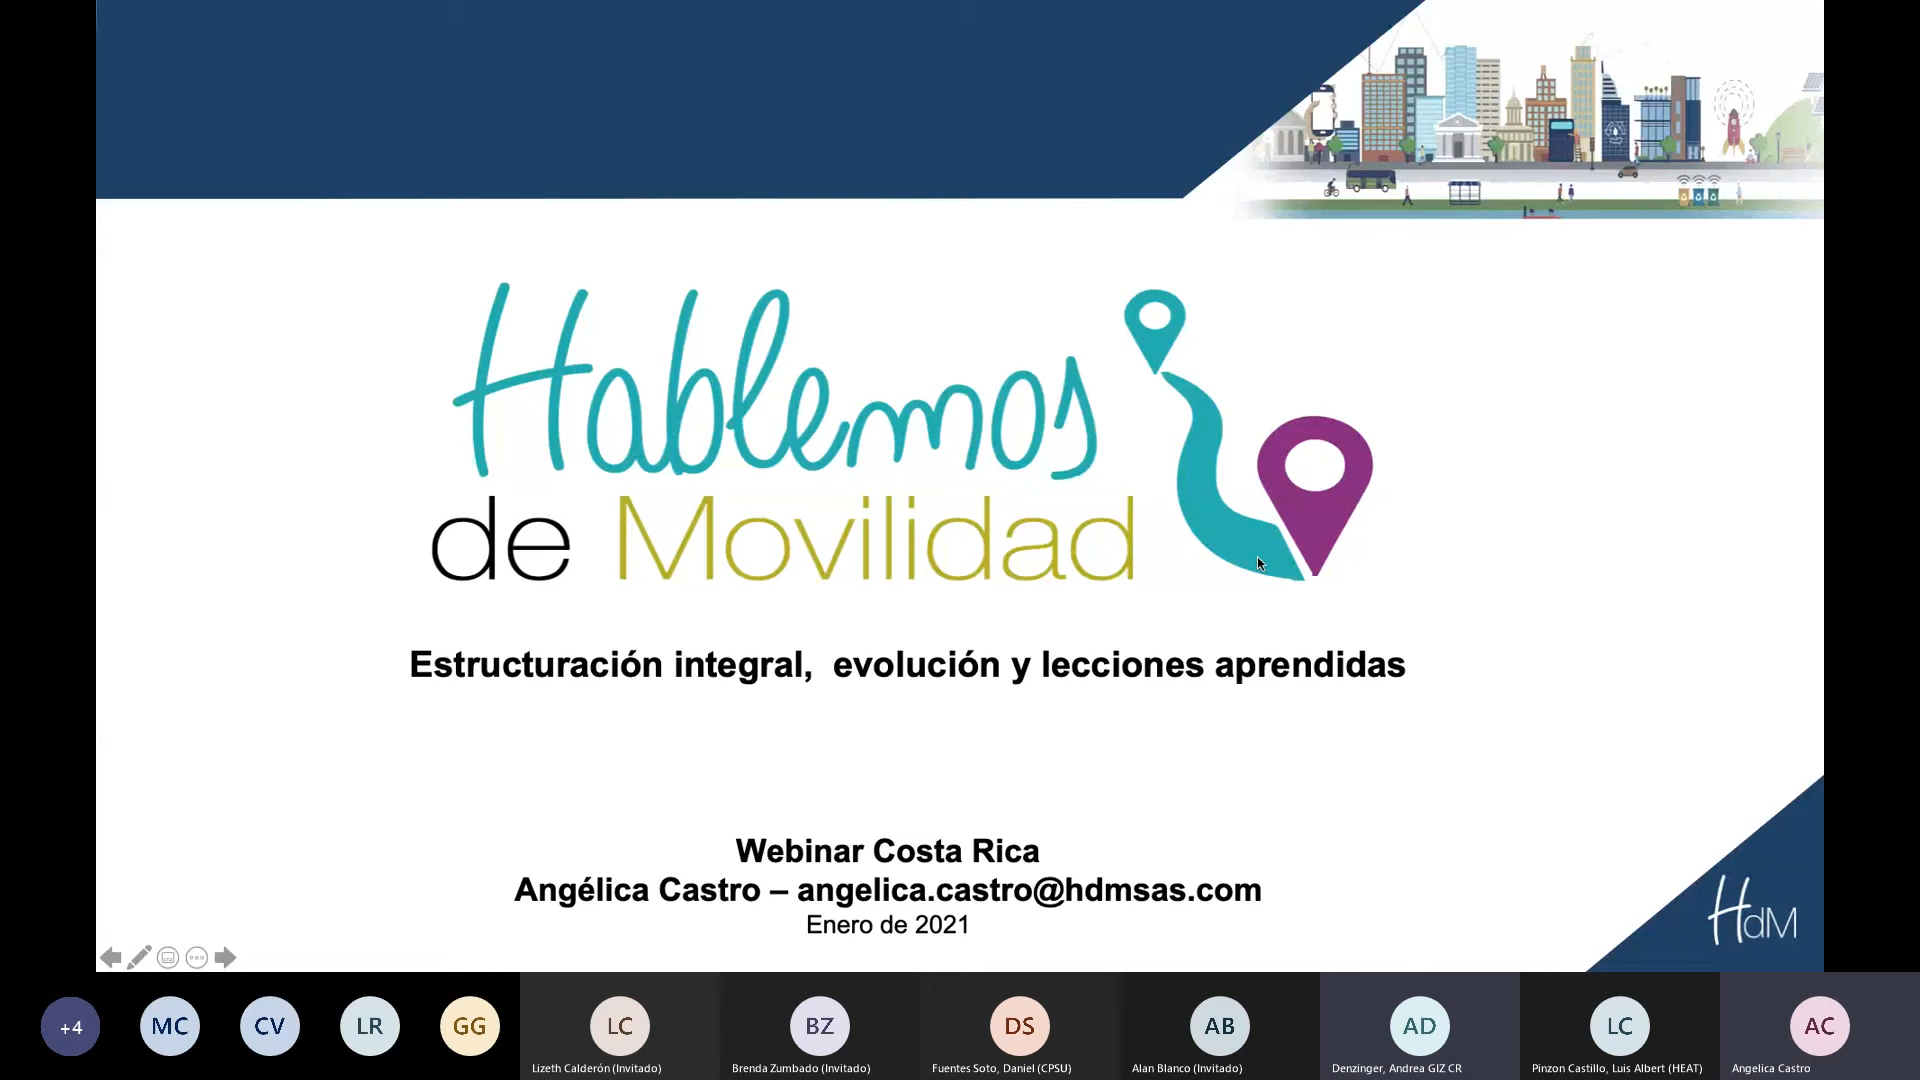 Hablemos
de Movilidad
Estructuración integral,  evolución y lecciones aprendidas
Webinar Costa Rica
Angélica Castro – angelica.castro@hdmsas.com
Enero de 2021
HdM
+4
MC
CV
LR
GG
LC
BZ
DS
AB
AD
LC
AC
Lizeth Calderón (Invitado)
Brenda Zumbado (Invitado)
Fuentes Soto, Daniel (CPSU)
Alan Blanco (Invitado)
Denzinger, Andrea GIZ CR
Pinzon Castillo, Luis Albert (HEAT)
Angelica Castro